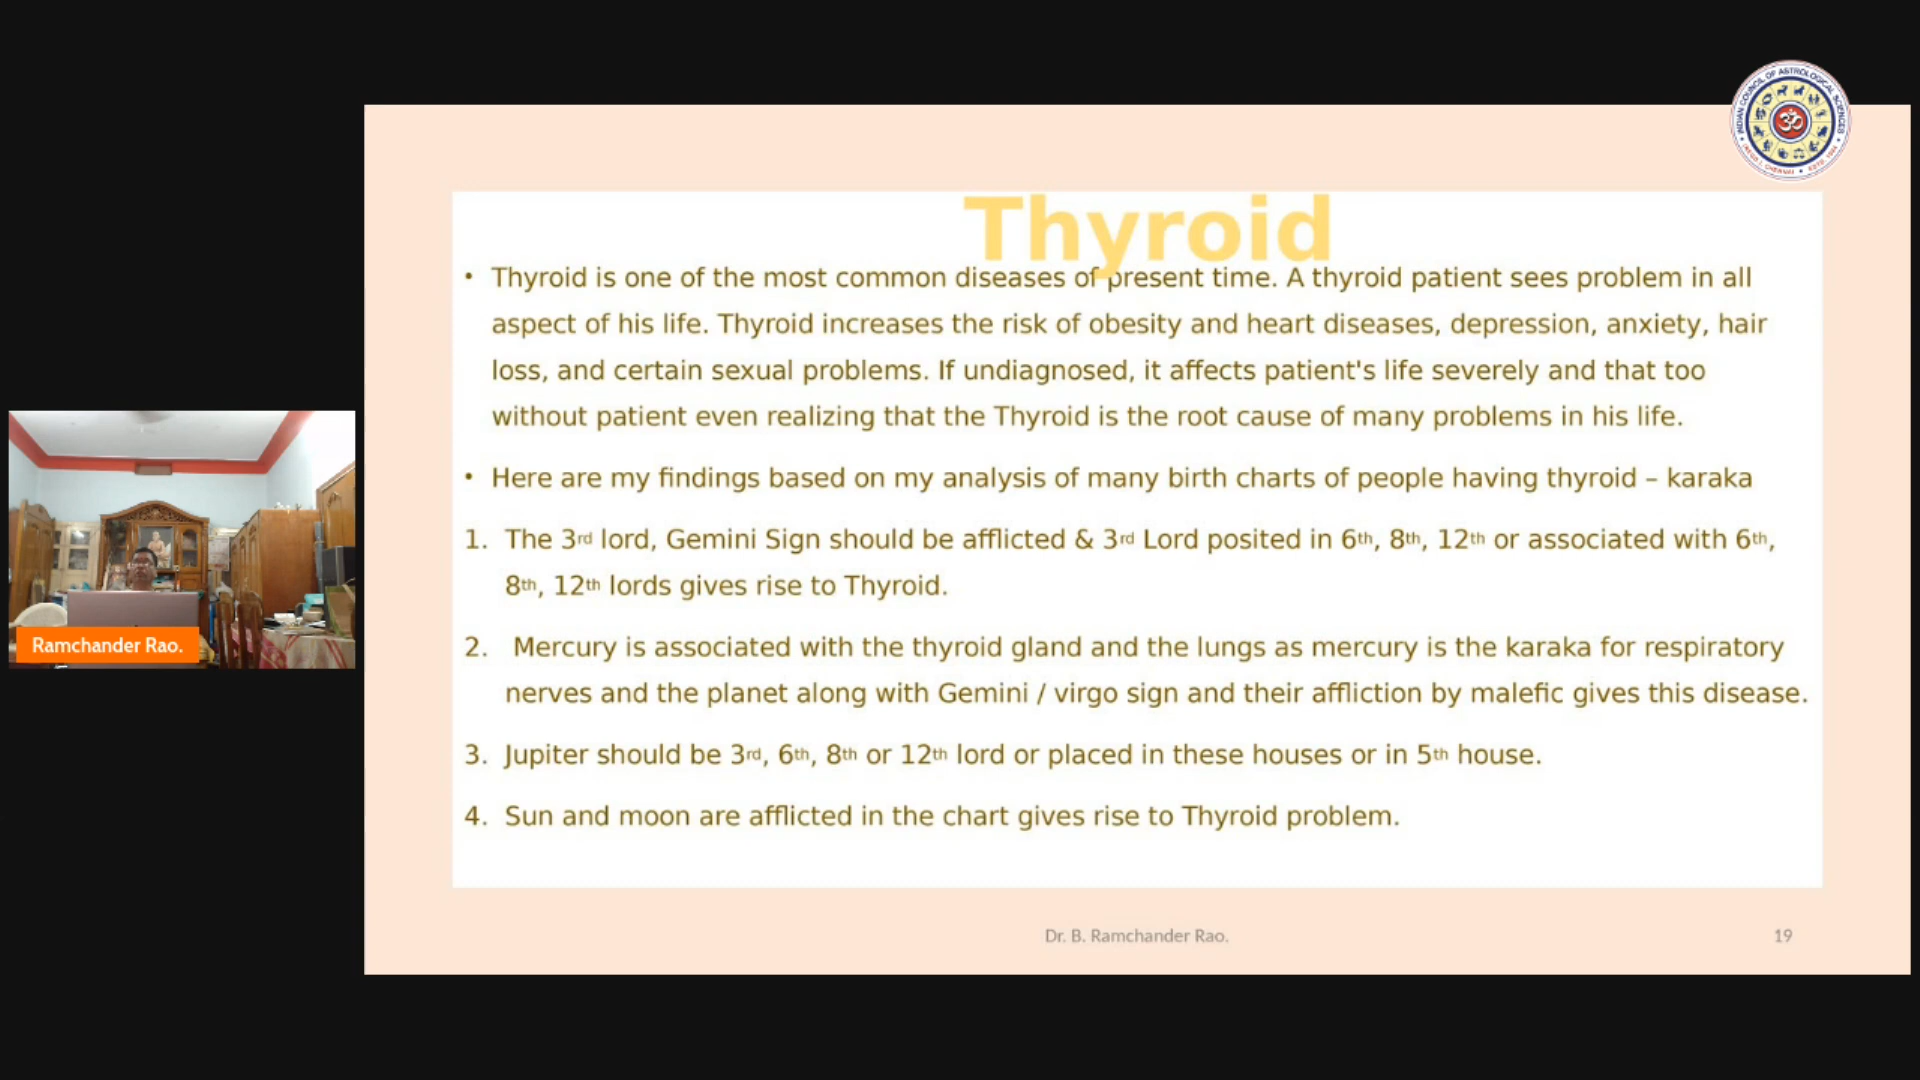 INDIAN COUNCIL OF ASTROLOGICAL SCIENCES
Thyroid
• Thyroid is one of the most common diseases of present time. A thyroid patient sees problem in all
aspect of his life. Thyroid increases the risk of obesity and heart diseases, depression, anxiety, hair
loss, and certain sexual problems. If undiagnosed, it affects patient's life severely and that too
without patient even realizing that the Thyroid is the root cause of many problems in his life.
• Here are my findings based on my analysis of many birth charts of people having thyroid – karaka
1. The 3rd lord, Gemini Sign should be afflicted & 3rd Lord posited in 6th, 8th, 12th or associated with 6th,
8th, 12th lords gives rise to Thyroid.
2. Mercury is associated with the thyroid gland and the lungs as mercury is the karaka for respiratory
nerves and the planet along with Gemini / virgo sign and their affliction by malefic gives this disease.
3. Jupiter should be 3rd, 6th, 8th or 12th lord or placed in these houses or in 5th house.
4. Sun and moon are afflicted in the chart gives rise to Thyroid problem.
Ramchander Rao.
Dr. B. Ramchander Rao.
19